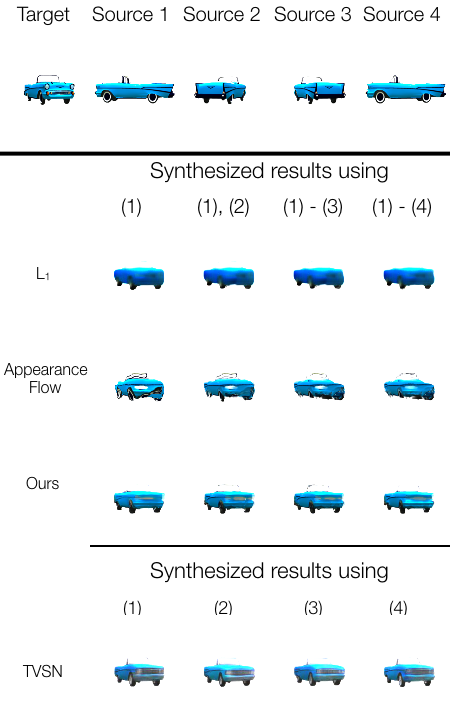 Target Source 1 Source 2 Source 3 Source 4
Synthesized results using
(1) (1), (2) (1) - (3) (1) - (4)
L₁
Appearance
Flow
Ours
Synthesized results using
(1) (2) (3) (4)
TVSN